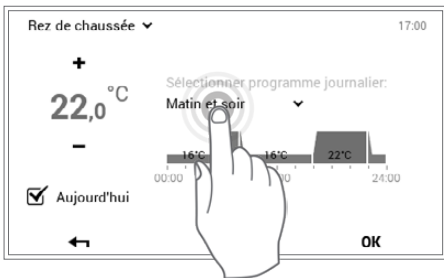 Rez de chaussée
17:00
+
22,0°C
−
Sélectionner programme journalier:
Matin et soir
16°C 16°C 22°C
00:00 24:00
Aujourd'hui
OK